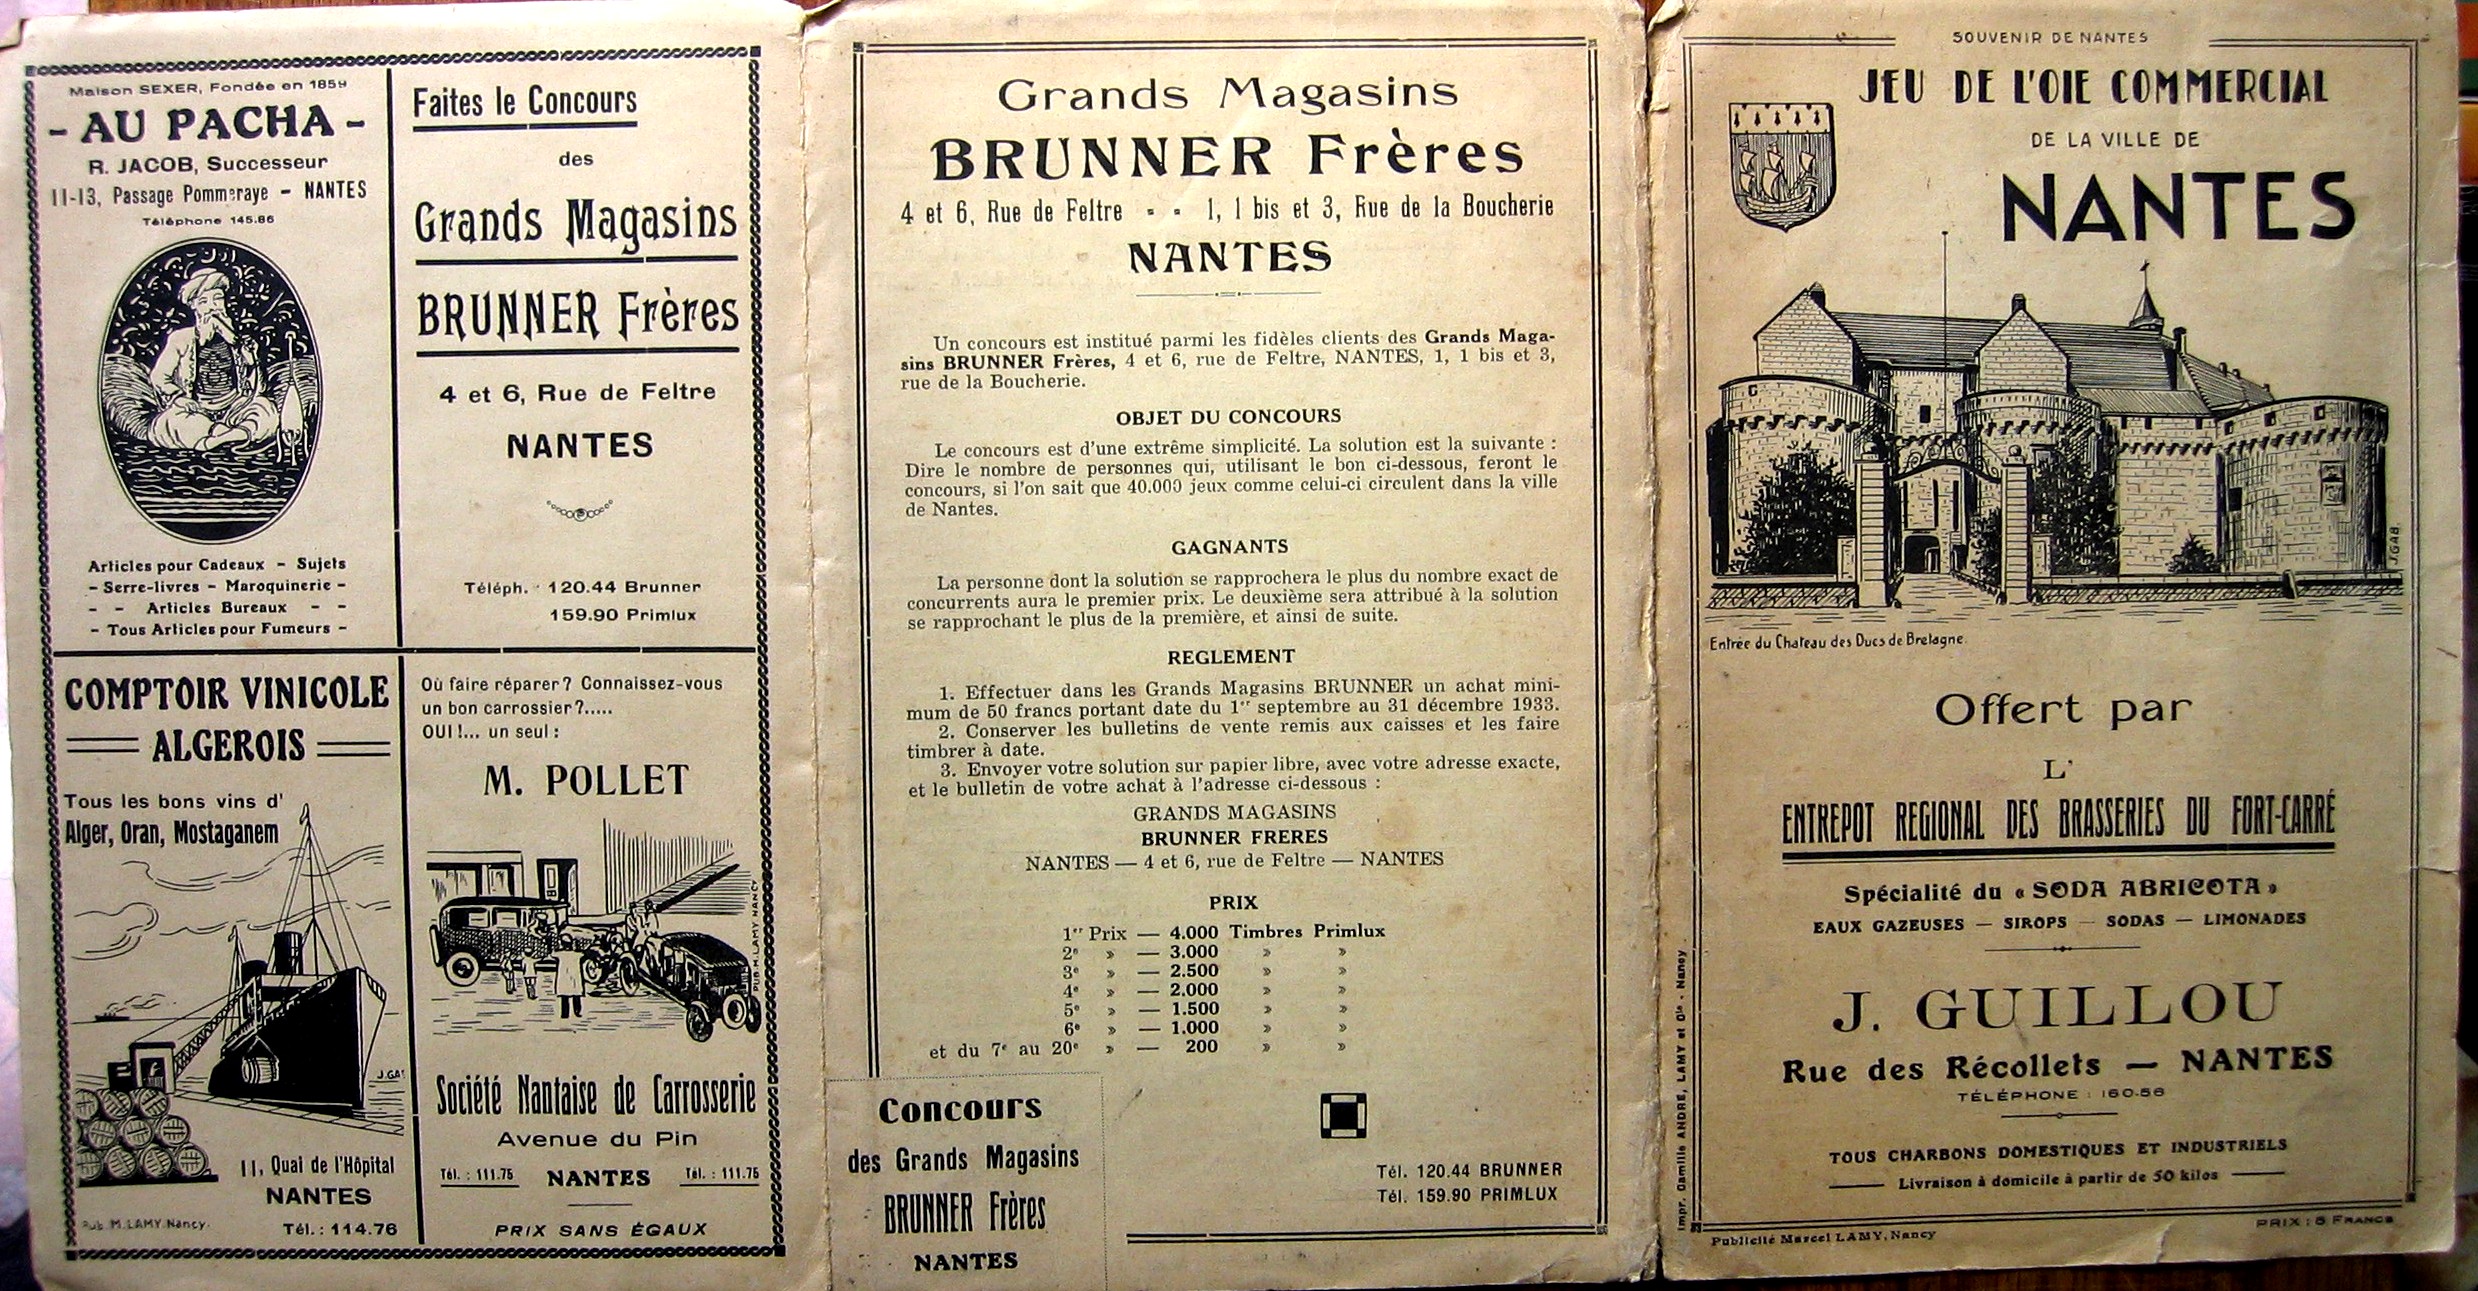 Maison SEXER, Fondée en 1859
- AU PACHA -
R. JACOB, Successeur
11-13, Passage Pommeraye - NANTES
Téléphone 145.86
Articles pour Cadeaux - Sujets
- Serre-livres - Maroquinerie -
- - Articles Bureaux - -
- Tous Articles pour Fumeurs -
Faites le Concours
des
Grands Magasins
BRUNNER Frères
4 et 6, Rue de Feltre
NANTES
Téléph. 120.44 Brunner
159.90 Primlux
COMPTOIR VINICOLE
ALGEROIS
Tous les bons vins d'
Alger, Oran, Mostaganem
J.GA
11, Quai de l'Hôpital
NANTES
Pub. M. LAMY. Nancy.
Tél. : 114.76
Où faire réparer? Connaissez-vous
un bon carrossier?.....
OUI!... un seul :
M. POLLET
PUB. M. LAMY NANCY
Société Nantaise de Carrosserie
Avenue du Pin
Tél. : 111.75 NANTES Tél. : 111.75
PRIX SANS ÉGAUX
Grands Magasins
BRUNNER Frères
4 et 6, Rue de Feltre - - 1, 1 bis et 3, Rue de la Boucherie
NANTES
Un concours est institué parmi les fidèles clients des Grands Maga-
sins BRUNNER Frères, 4 et 6, rue de Feltre, NANTES, 1, 1 bis et 3,
rue de la Boucherie.
OBJET DU CONCOURS
Le concours est d'une extrême simplicité. La solution est la suivante :
Dire le nombre de personnes qui, utilisant le bon ci-dessous, feront le
concours, si l'on sait que 40.000 jeux comme celui-ci circulent dans la ville
de Nantes.
GAGNANTS
La personne dont la solution se rapprochera le plus du nombre exact de
concurrents aura le premier prix. Le deuxième sera attribué à la solution
se rapprochant le plus de la première, et ainsi de suite.
REGLEMENT
1. Effectuer dans les Grands Magasins BRUNNER un achat mini-
mum de 50 francs portant date du 1er septembre au 31 décembre 1933.
2. Conserver les bulletins de vente remis aux caisses et les faire
timbrer à date.
3. Envoyer votre solution sur papier libre, avec votre adresse exacte,
et le bulletin de votre achat à l'adresse ci-dessous :
GRANDS MAGASINS
BRUNNER FRERES
NANTES — 4 et 6, rue de Feltre — NANTES
PRIX
1er Prix — 4.000 Timbres Primlux
2e » — 3.000 » »
3e » — 2.500 » »
4e » — 2.000 » »
5e » — 1.500 » »
6e » — 1.000 » »
et du 7e au 20e » — 200 » »
Concours
des Grands Magasins
BRUNNER Frères
NANTES
Tél. 120.44 BRUNNER
Tél. 159.90 PRIMLUX
SOUVENIR DE NANTES
JEU DE L'OIE COMMERCIAL
DE LA VILLE DE
NANTES
J.GAB.
Entrée du Chateau des Ducs de Bretagne.
Offert par
L'
ENTREPOT REGIONAL DES BRASSERIES DU FORT-CARRÉ
Spécialité du « SODA ABRICOTA »
EAUX GAZEUSES — SIROPS — SODAS — LIMONADES
J. GUILLOU
Rue des Récollets — NANTES
TÉLÉPHONE : 160-56
TOUS CHARBONS DOMESTIQUES ET INDUSTRIELS
Livraison à domicile à partir de 50 kilos
PRIX : 5 FRANCS
Impr. Camille ANDRÉ, LAMY et Cie - Nancy
Publicité Marcel LAMY, Nancy